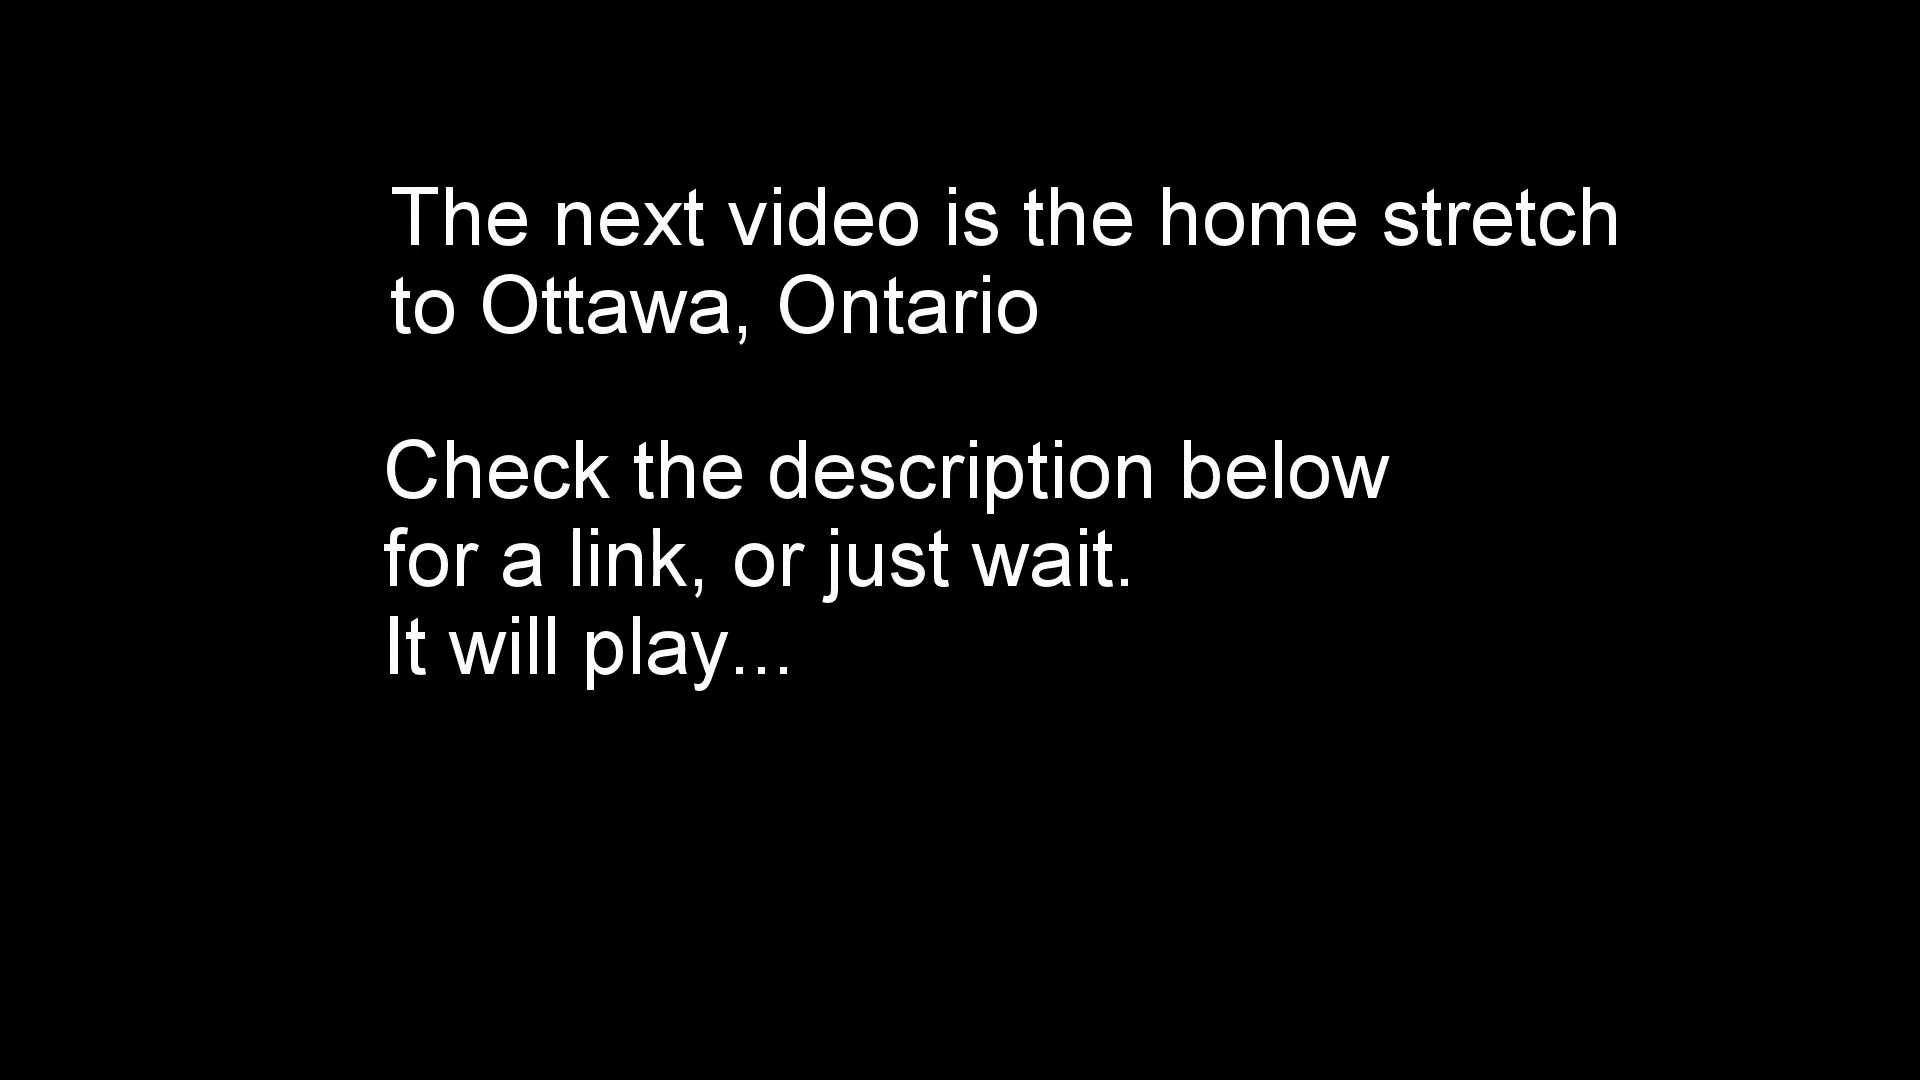 The next video is the home stretch
to Ottawa, Ontario
Check the description below
for a link, or just wait.
It will play...